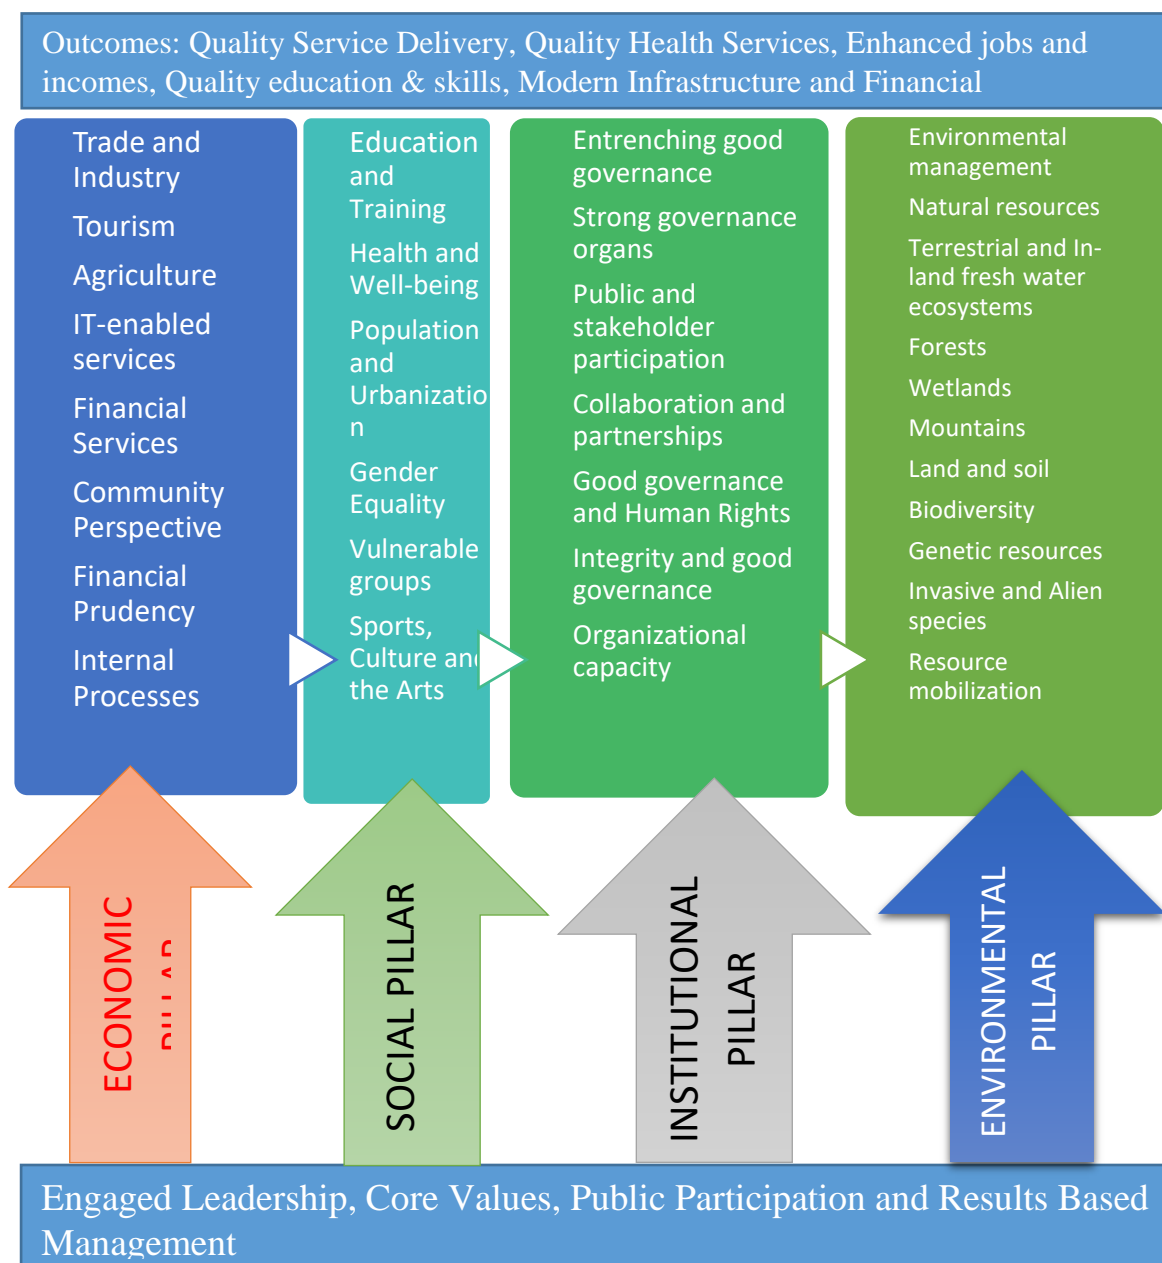 Outcomes: Quality Service Delivery, Quality Health Services, Enhanced jobs and
incomes, Quality education & skills, Modern Infrastructure and Financial
Trade and
Industry
Tourism
Agriculture
IT-enabled
services
Financial
Services
Community
Perspective
Financial
Prudency
Internal
Processes
Education
and
Training
Health and
Well-being
Population
and
Urbanizatio
n
Gender
Equality
Vulnerable
groups
Sports,
Culture and
the Arts
Entrenching good
governance
Strong governance
organs
Public and
stakeholder
participation
Collaboration and
partnerships
Good governance
and Human Rights
Integrity and good
governance
Organizational
capacity
Environmental
management
Natural resources
Terrestrial and In-
land fresh water
ecosystems
Forests
Wetlands
Mountains
Land and soil
Biodiversity
Genetic resources
Invasive and Alien
species
Resource
mobilization
ECONOMIC
PILLAR
SOCIAL PILLAR
INSTITUTIONAL
PILLAR
ENVIRONMENTAL
PILLAR
Engaged Leadership, Core Values, Public Participation and Results Based
Management